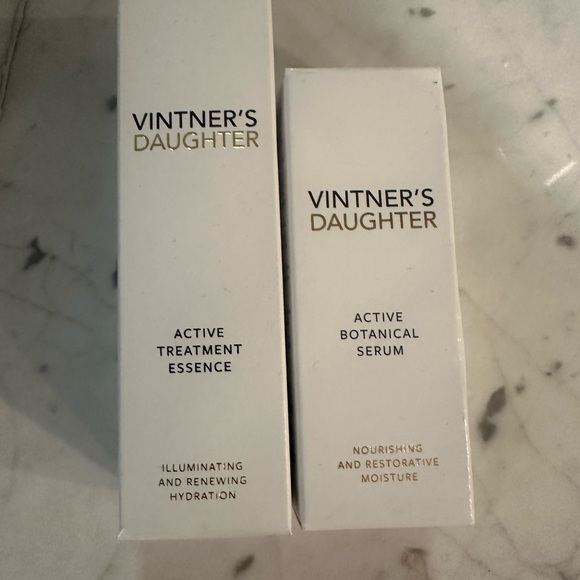 VINTNER'S
DAUGHTER
ACTIVE
TREATMENT
ESSENCE
ILLUMINATING
AND RENEWING
HYDRATION
VINTNER'S
DAUGHTER
ACTIVE
BOTANICAL
SERUM
NOURISHING
AND RESTORATIVE
MOISTURE